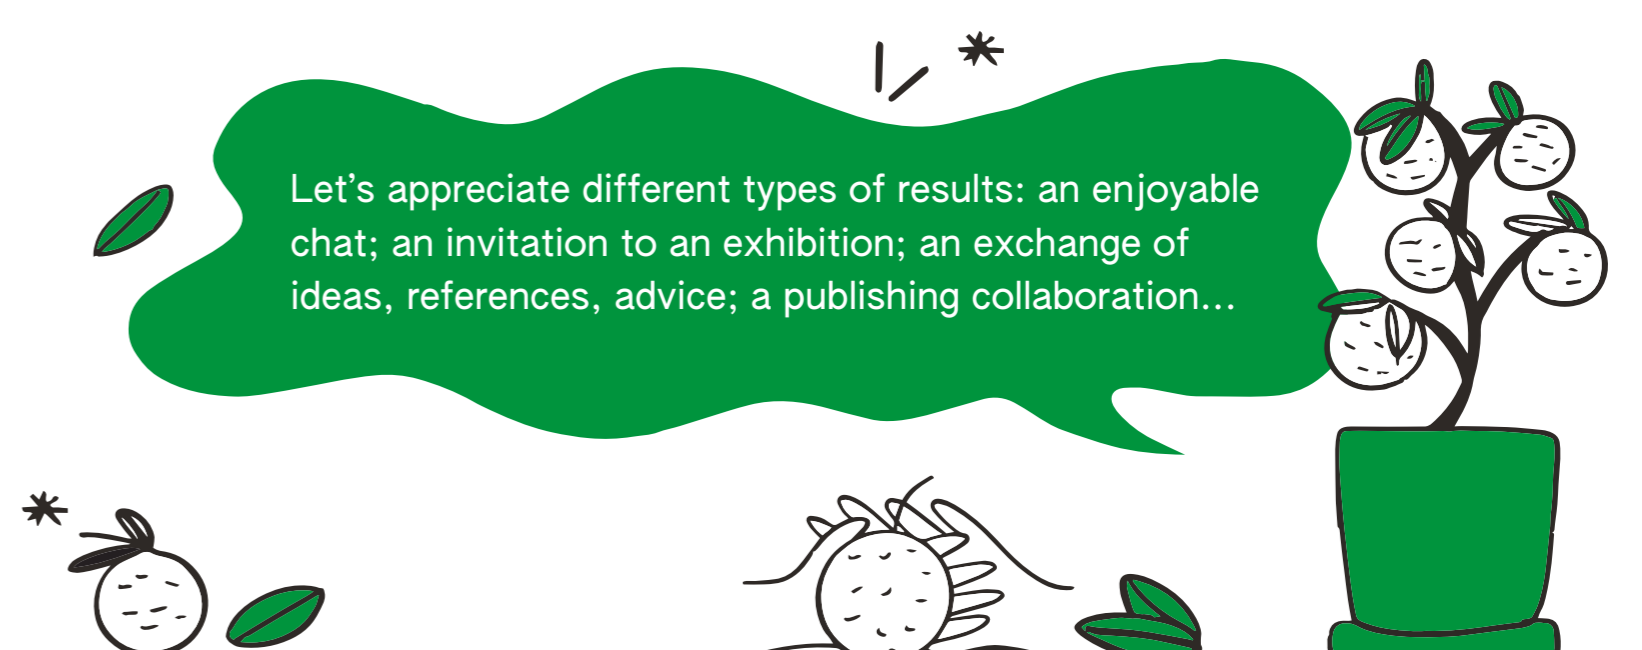 Let’s appreciate different types of results: an enjoyable
chat; an invitation to an exhibition; an exchange of
ideas, references, advice; a publishing collaboration...